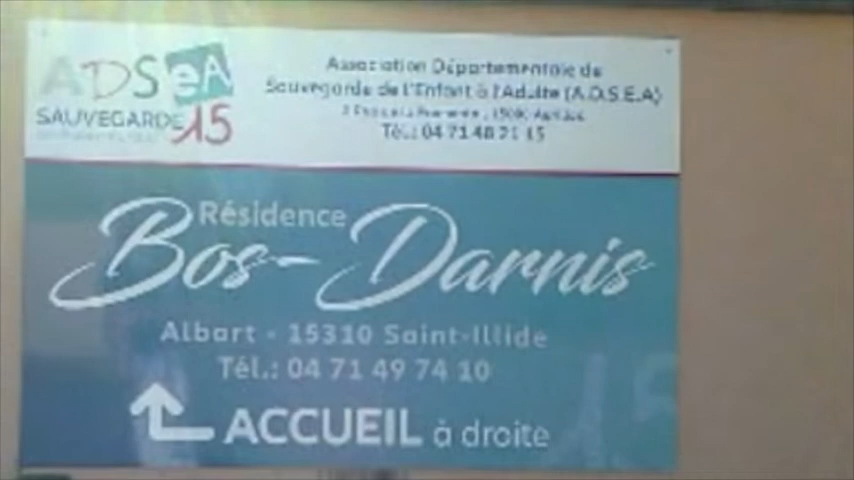 ADSEA
SAUVEGARDE 15
Association Départementale de
Sauvegarde de l'Enfant à l'Adulte (A.D.S.E.A)
Tél.: 04 71 48 21 15
Résidence
Bos-Darnis
Albart - 15310 Saint-Illide
Tél.: 04 71 49 74 10
ACCUEIL à droite
15